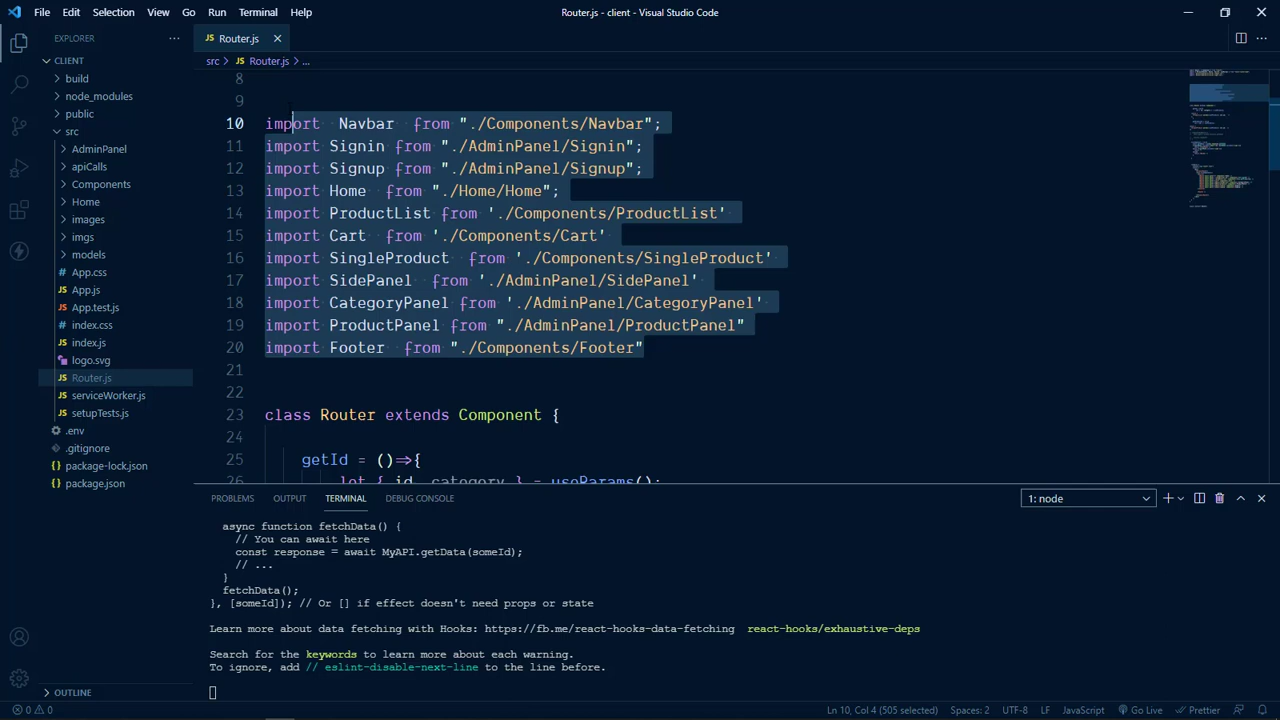 File Edit Selection View Go Run Terminal Help
Router.js - client - Visual Studio Code
EXPLORER
Router.js
CLIENT
src > Router.js > ...
build
node_modules
public
src
AdminPanel
apiCalls
Components
Home
images
imgs
models
App.css
App.js
App.test.js
index.css
index.js
logo.svg
Router.js
serviceWorker.js
setupTests.js
.env
.gitignore
package-lock.json
package.json
OUTLINE
8
9
10 import Navbar from "./Components/Navbar";
11 import Signin from "./AdminPanel/Signin";
12 import Signup from "./AdminPanel/Signup";
13 import Home from "./Home/Home";
14 import ProductList from './Components/ProductList'
15 import Cart from './Components/Cart'
16 import SingleProduct from './Components/SingleProduct'
17 import SidePanel from './AdminPanel/SidePanel'
18 import CategoryPanel from './AdminPanel/CategoryPanel'
19 import ProductPanel from "./AdminPanel/ProductPanel"
20 import Footer from "./Components/Footer"
21
22
23 class Router extends Component {
24
25 getId = ()=>{
26 let { id, category } = useParams();
PROBLEMS OUTPUT TERMINAL DEBUG CONSOLE
1: node
async function fetchData() {
// You can await here
const response = await MyAPI.getData(someId);
// ...
}
fetchData();
}, [someId]); // Or [] if effect doesn't need props or state
Learn more about data fetching with Hooks: https://fb.me/react-hooks-data-fetching react-hooks/exhaustive-deps
Search for the keywords to learn more about each warning.
To ignore, add // eslint-disable-next-line to the line before.
0 0
Ln 10, Col 4 (505 selected) Spaces: 2 UTF-8 LF JavaScript Go Live Prettier